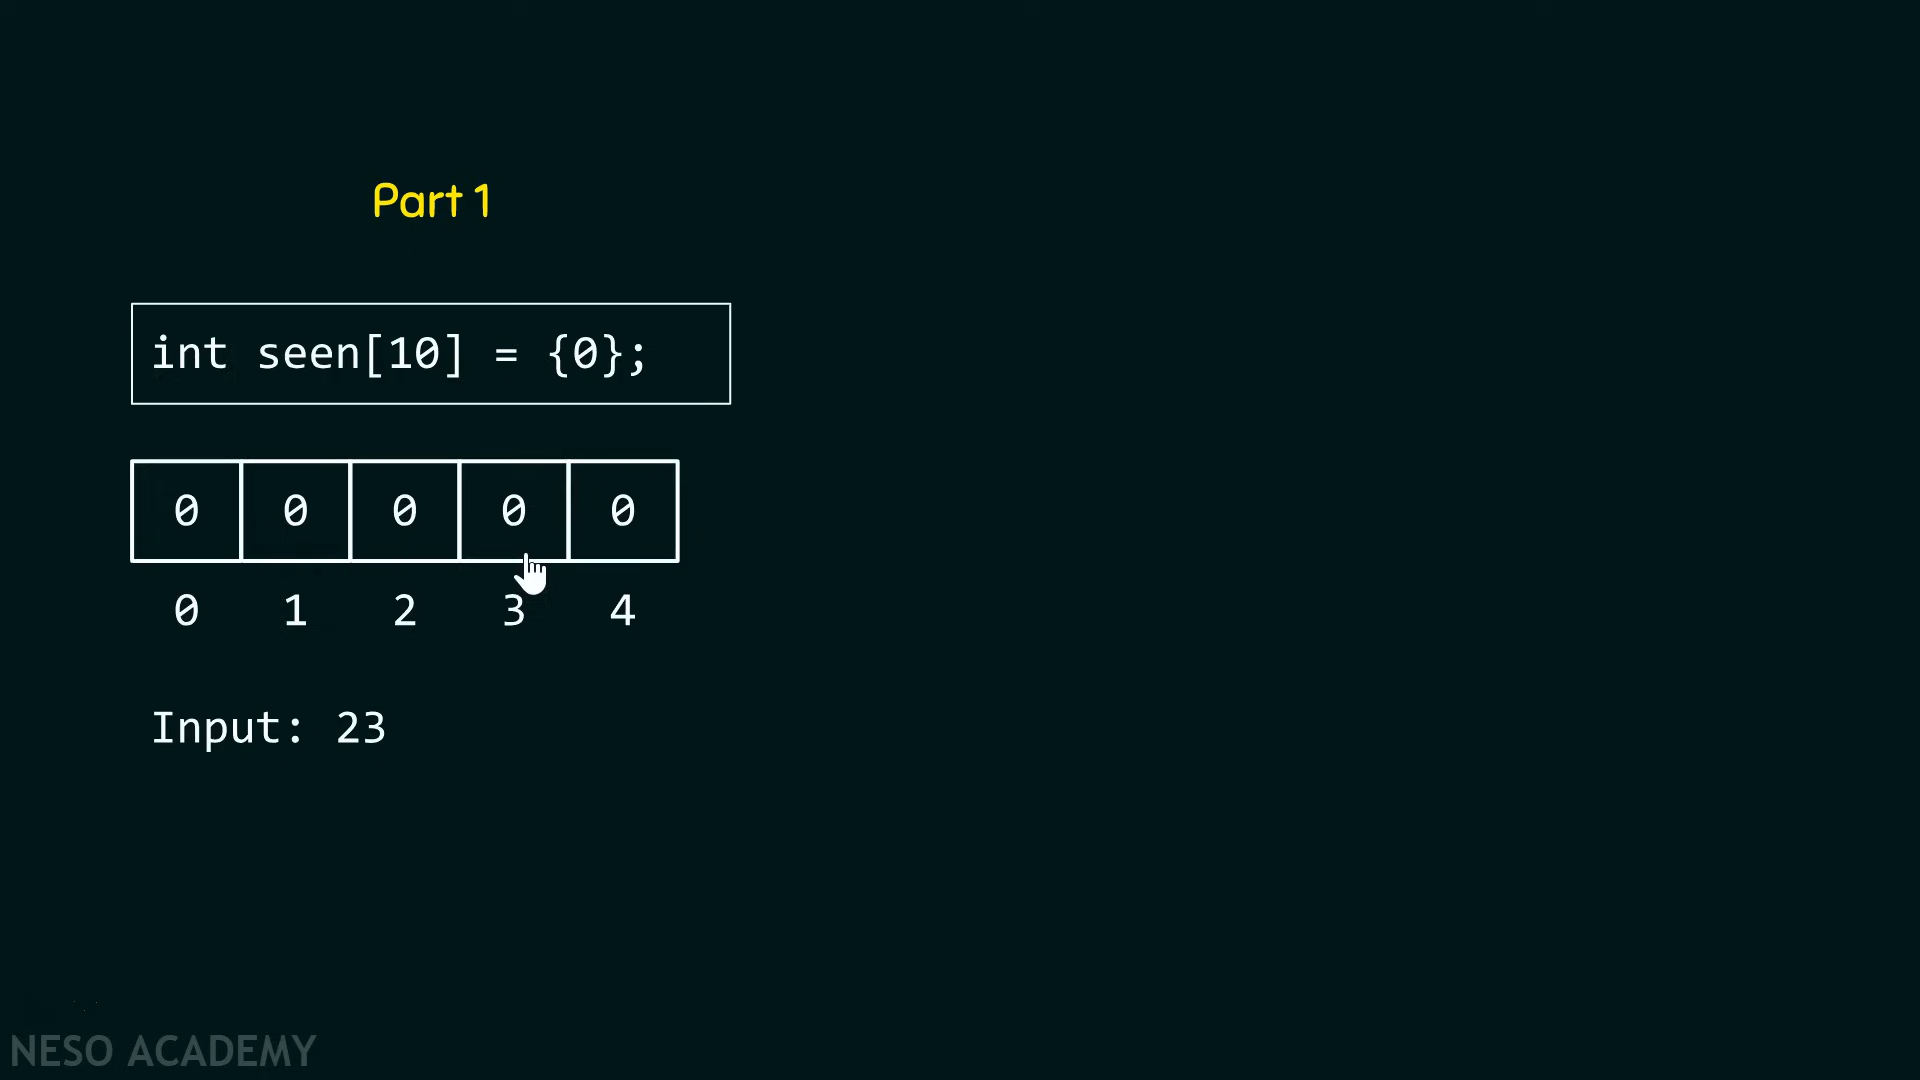 Part 1
int seen[10] = {0};
0 0 0 0 0
0 1 2 3 4
Input: 23
NESO ACADEMY